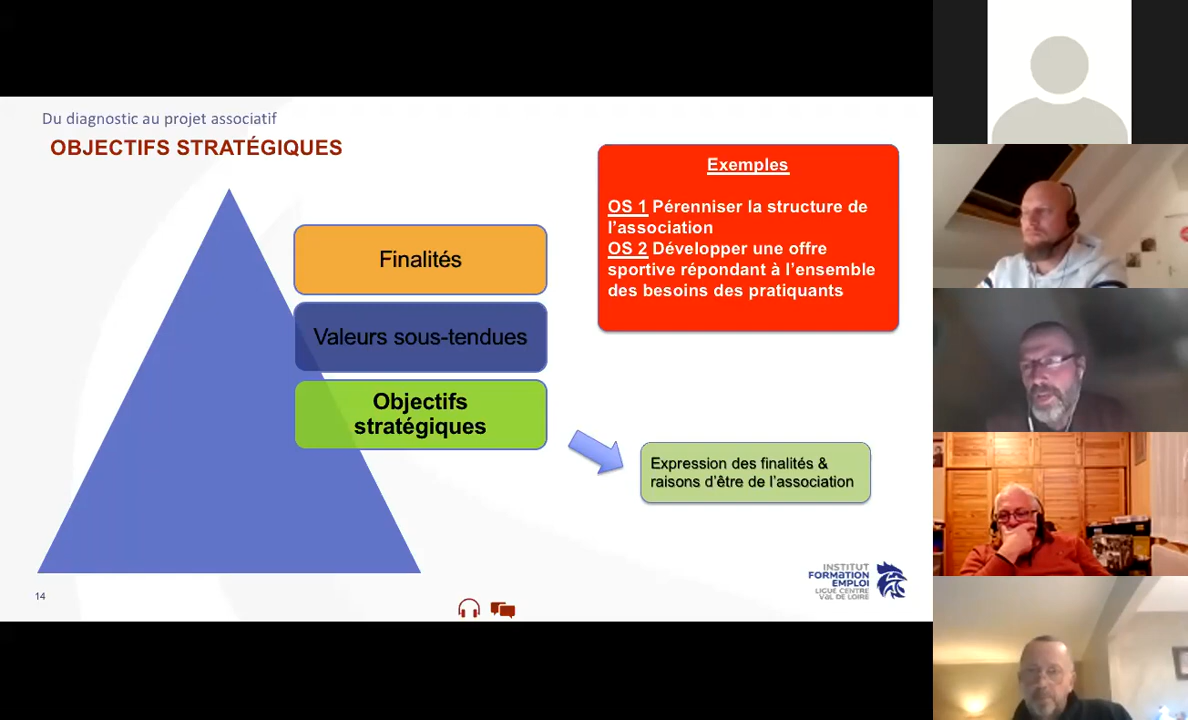 Du diagnostic au projet associatif
OBJECTIFS STRATÉGIQUES
Exemples
OS 1 Pérenniser la structure de
l'association
OS 2 Développer une offre
sportive répondant à l'ensemble
des besoins des pratiquants
Finalités
Valeurs sous-tendues
Objectifs
stratégiques
Expression des finalités &
raisons d'être de l'association
INSTITUT
FORMATION
EMPLOI
LIGUE CENTRE
VAL DE LOIRE
14